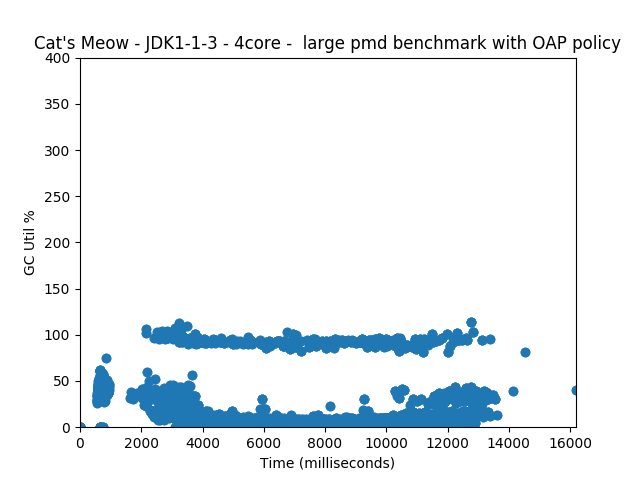 Cat's Meow - JDK1-1-3 - 4core -  large pmd benchmark with OAP policy
400
350
300
250
200
150
100
50
0
GC Util %
0 2000 4000 6000 8000 10000 12000 14000 16000
Time (milliseconds)